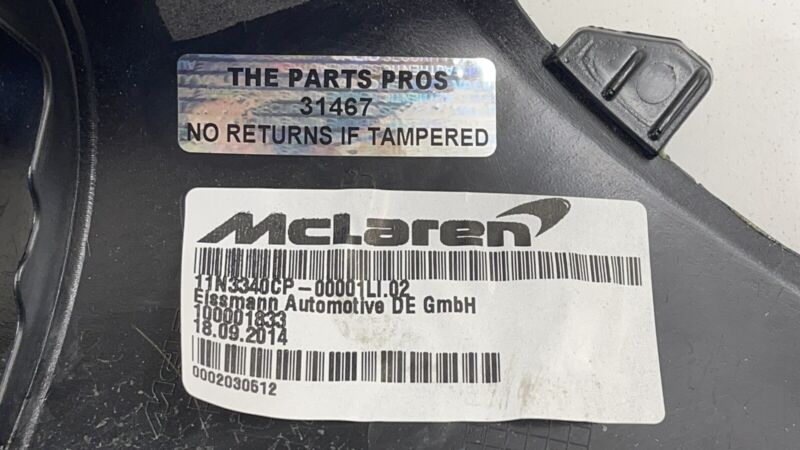 THE PARTS PROS
31467
NO RETURNS IF TAMPERED
McLaren
11N3340CP-00001LI.02
Eissmann Automotive DE GmbH
100001833
18.09.2014
0002030612